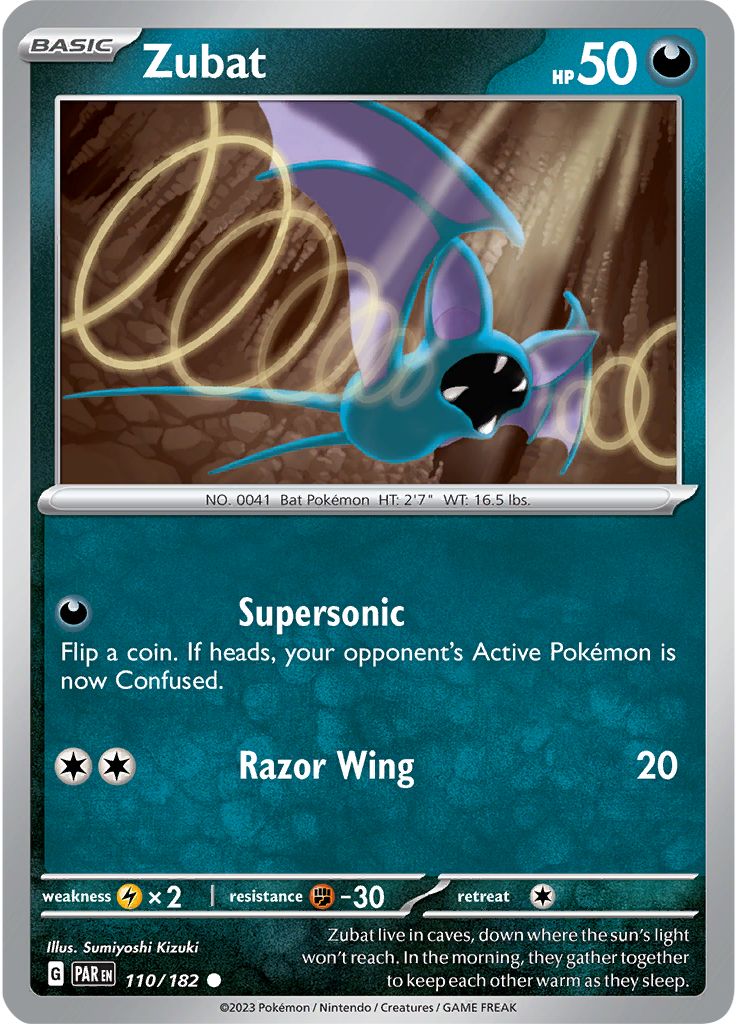 BASIC
Zubat
HP 50
NO. 0041 Bat Pokémon HT: 2'7" WT: 16.5 lbs.
Supersonic
Flip a coin. If heads, your opponent's Active Pokémon is
now Confused.
Razor Wing 20
weakness ×2 resistance -30 retreat
Illus. Sumiyoshi Kizuki
G PAR EN 110/182
Zubat live in caves, down where the sun's light
won't reach. In the morning, they gather together
to keep each other warm as they sleep.
©2023 Pokémon / Nintendo / Creatures / GAME FREAK